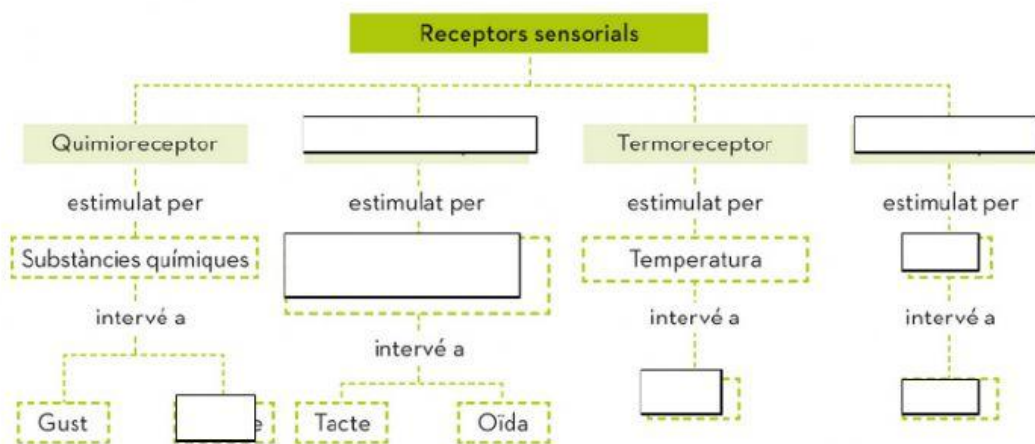 Receptors sensorials
Quimioreceptor
Termoreceptor
estimulat per
estimulat per
estimulat per
estimulat per
Substàncies químiques
Temperatura
intervé a
intervé a
intervé a
intervé a
Gust
Tacte
Oïda